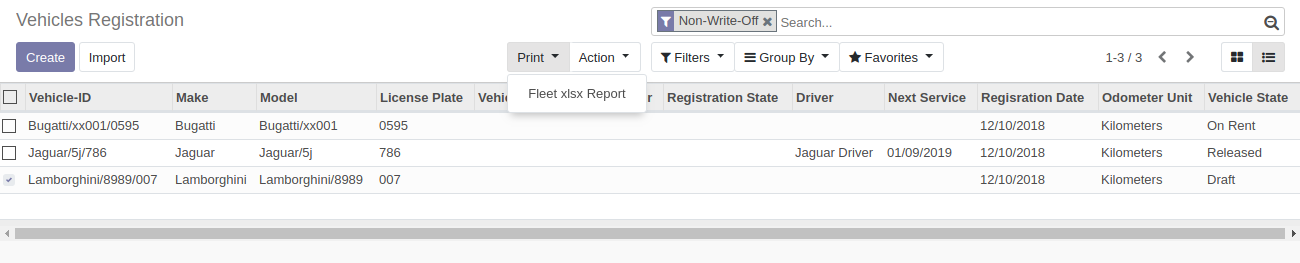 Vehicles Registration
Non-Write-Off Search...
Create Import Print Action Filters Group By Favorites 1-3 / 3
Fleet xlsx Report
Vehicle-ID Make Model License Plate Registration State Driver Next Service Regisration Date Odometer Unit Vehicle State
Bugatti/xx001/0595 Bugatti Bugatti/xx001 0595 12/10/2018 Kilometers On Rent
Jaguar/5j/786 Jaguar Jaguar/5j 786 Jaguar Driver 01/09/2019 12/10/2018 Kilometers Released
Lamborghini/8989/007 Lamborghini Lamborghini/8989 007 12/10/2018 Kilometers Draft